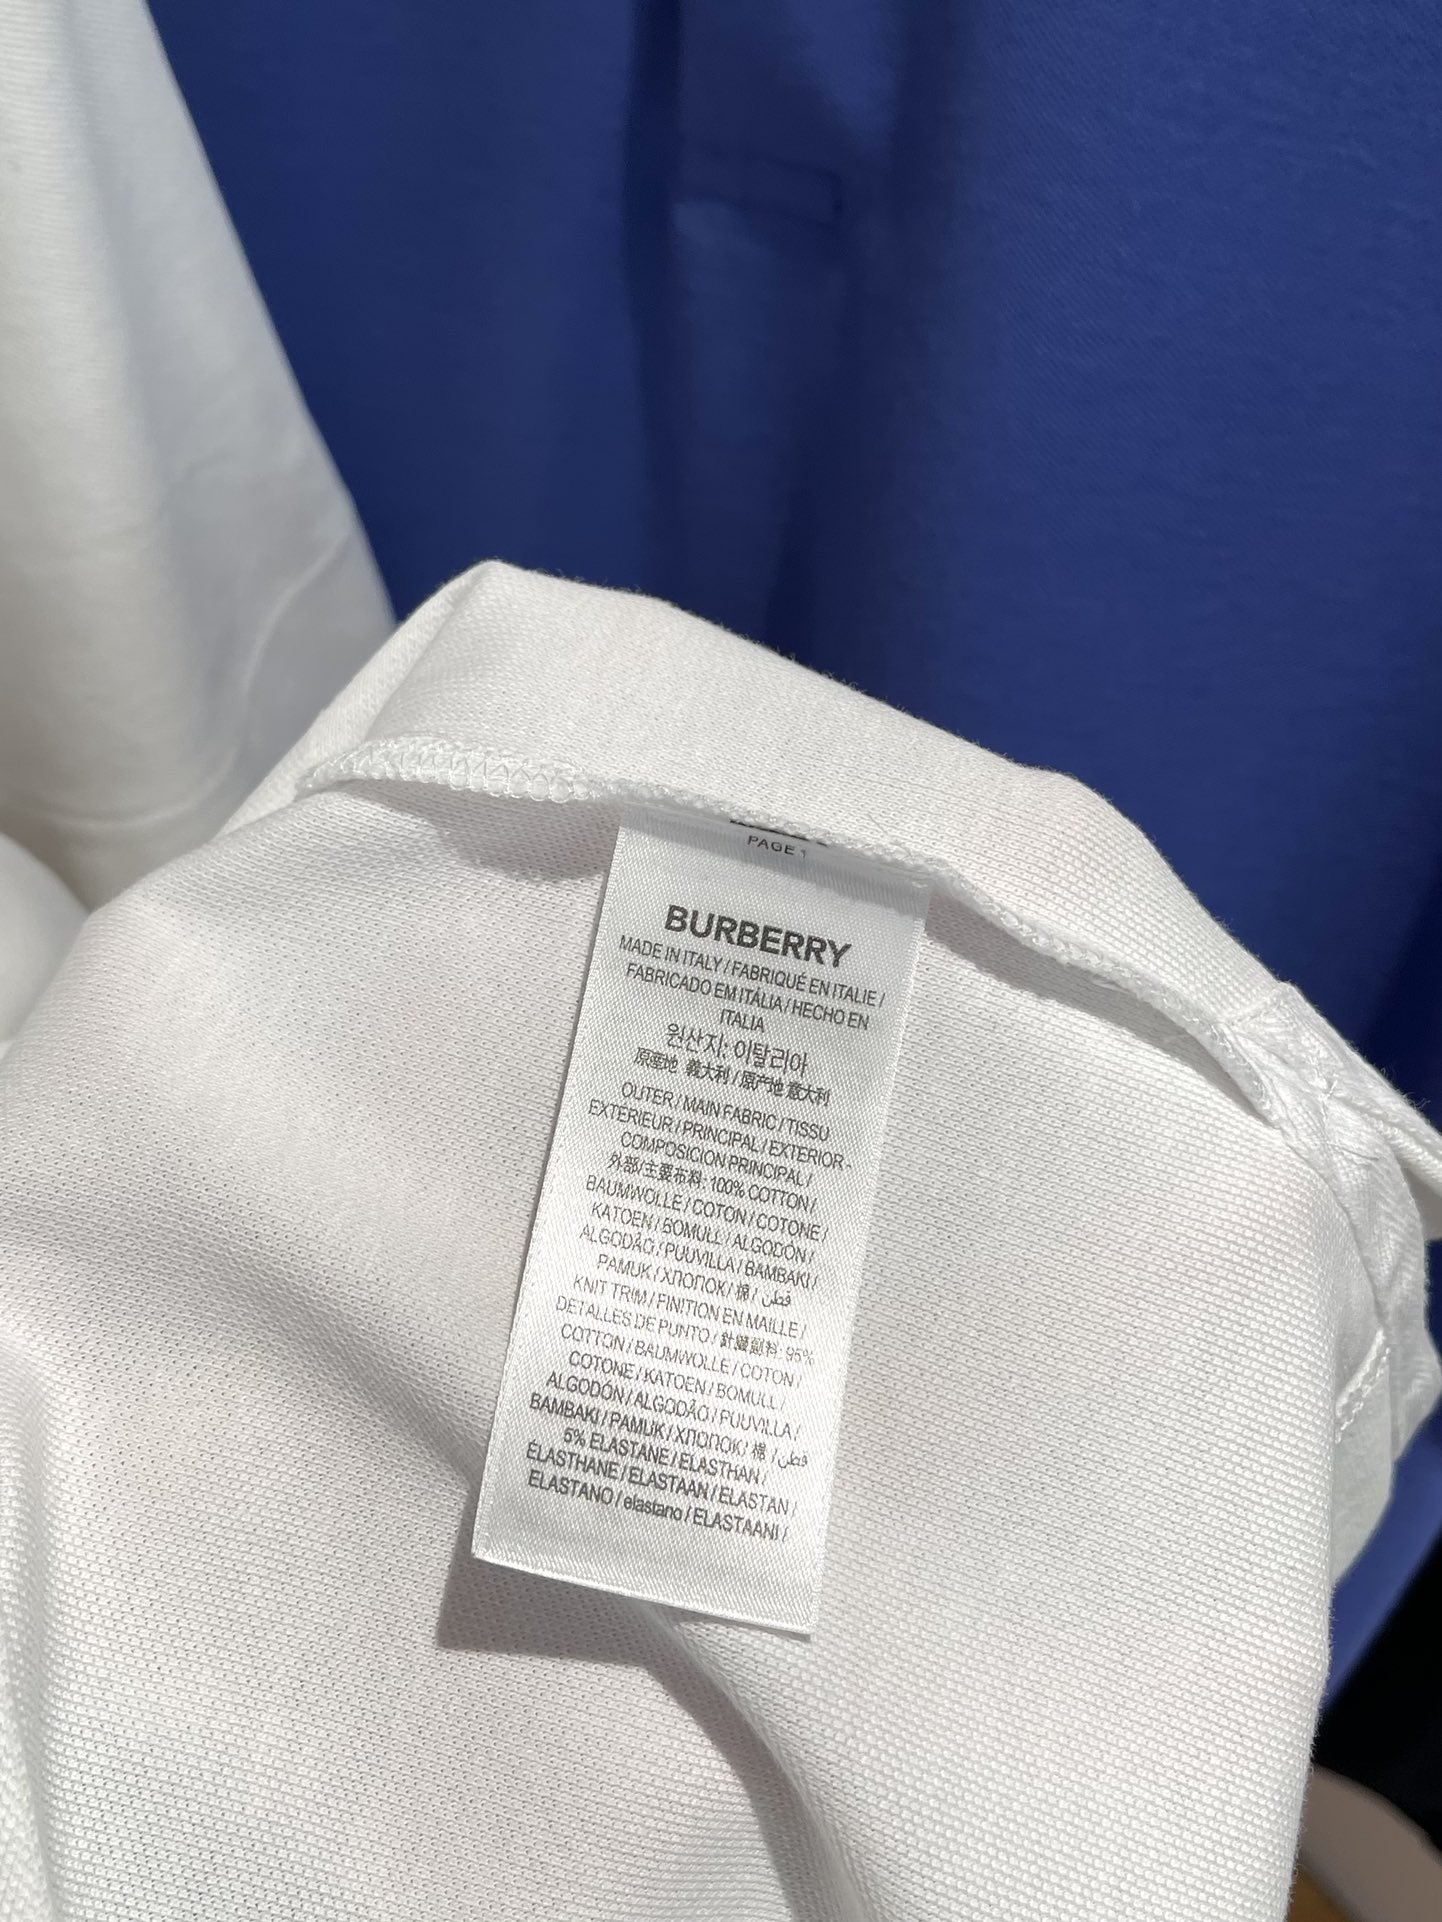 PAGE 1
BURBERRY
MADE IN ITALY / FABRIQUÉ EN ITALIE /
FABRICADO EM ITÁLIA / HECHO EN
ITALIA
원산지: 이탈리아
原産地 義大利 / 原产地 意大利
OUTER / MAIN FABRIC / TISSU
EXTERIEUR / PRINCIPAL / EXTERIOR -
COMPOSICION PRINCIPAL /
外部/主要布料: 100% COTTON /
BAUMWOLLE / COTON / COTONE /
KATOEN / BOMULL / ALGODÓN /
ALGODÃO / PUUVILLA / BAMBAKI /
PAMUK / ХЛОПОК / 棉 / قطن
KNIT TRIM / FINITION EN MAILLE /
DETALLES DE PUNTO / 針織副料: 95%
COTTON / BAUMWOLLE / COTON /
COTONE / KATOEN / BOMULL /
ALGODÓN / ALGODÃO / PUUVILLA /
BAMBAKI / PAMUK / ХЛОПОК / 棉 / قطن
5% ELASTANE / ELASTHAN /
ELASTHANE / ELASTAAN / ELASTAN /
ELASTANO / elastano / ELASTAANI /